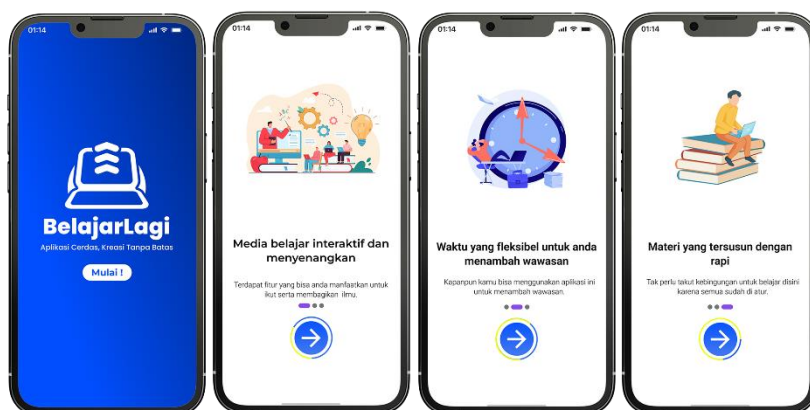 01:14
BelajarLagi
Aplikasi Cerdas, Kreasi Tanpa Batas
Mulai !
01:14
Media belajar interaktif dan
menyenangkan
Terdapat fitur yang bisa anda manfaatkan untuk
ikut serta membagikan ilmu.
01:14
Waktu yang fleksibel untuk anda
menambah wawasan
Kapanpun kamu bisa menggunakan aplikasi ini
untuk menambah wawasan.
01:14
Materi yang tersusun dengan
rapi
Tak perlu takut kebingungan untuk belajar disini
karena semua sudah di atur.